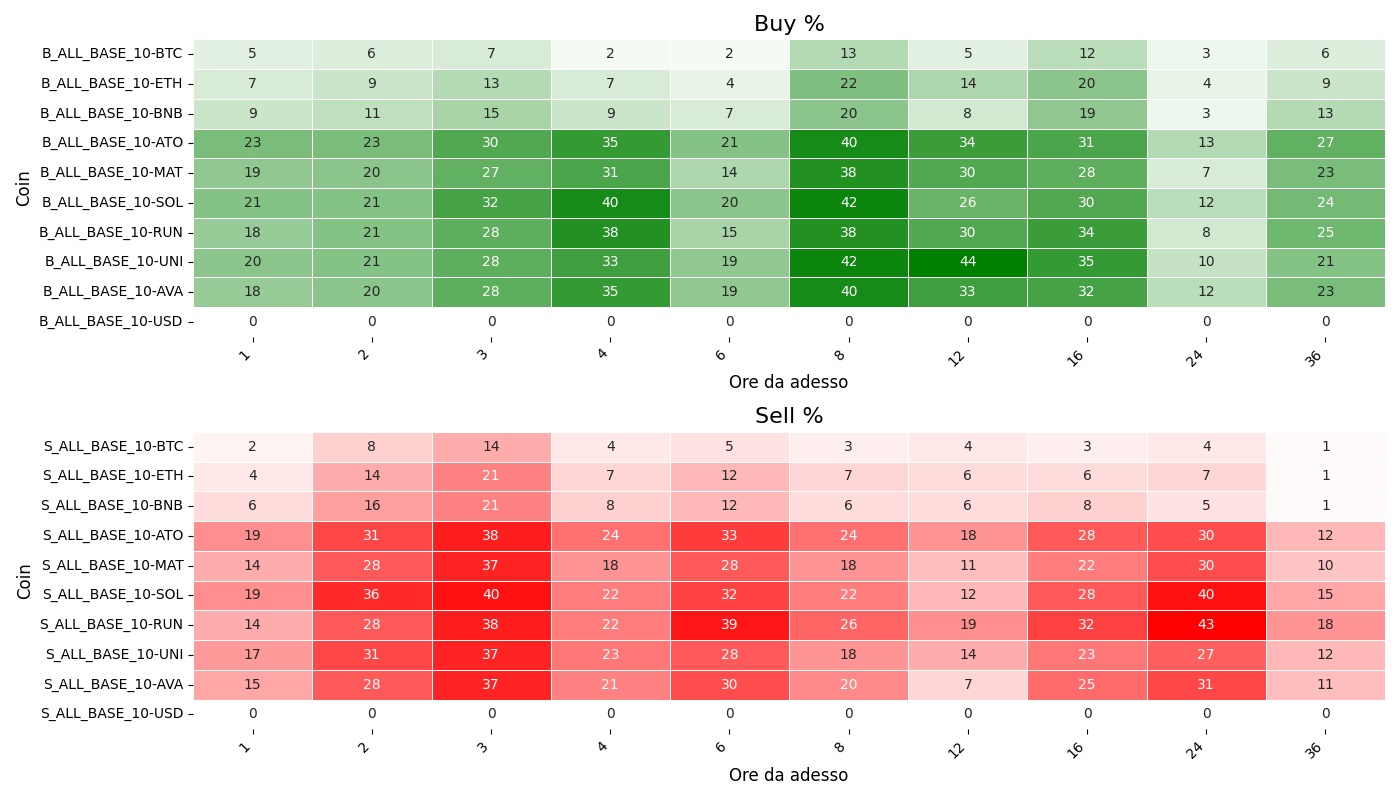 Buy %
Coin
B_ALL_BASE_10-BTC 5 6 7 2 2 13 5 12 3 6
B_ALL_BASE_10-ETH 7 9 13 7 4 22 14 20 4 9
B_ALL_BASE_10-BNB 9 11 15 9 7 20 8 19 3 13
B_ALL_BASE_10-ATO 23 23 30 35 21 40 34 31 13 27
B_ALL_BASE_10-MAT 19 20 27 31 14 38 30 28 7 23
B_ALL_BASE_10-SOL 21 21 32 40 20 42 26 30 12 24
B_ALL_BASE_10-RUN 18 21 28 38 15 38 30 34 8 25
B_ALL_BASE_10-UNI 20 21 28 33 19 42 44 35 10 21
B_ALL_BASE_10-AVA 18 20 28 35 19 40 33 32 12 23
B_ALL_BASE_10-USD 0 0 0 0 0 0 0 0 0 0
1 2 3 4 6 8 12 16 24 36
Ore da adesso
Sell %
Coin
S_ALL_BASE_10-BTC 2 8 14 4 5 3 4 3 4 1
S_ALL_BASE_10-ETH 4 14 21 7 12 7 6 6 7 1
S_ALL_BASE_10-BNB 6 16 21 8 12 6 6 8 5 1
S_ALL_BASE_10-ATO 19 31 38 24 33 24 18 28 30 12
S_ALL_BASE_10-MAT 14 28 37 18 28 18 11 22 30 10
S_ALL_BASE_10-SOL 19 36 40 22 32 22 12 28 40 15
S_ALL_BASE_10-RUN 14 28 38 22 39 26 19 32 43 18
S_ALL_BASE_10-UNI 17 31 37 23 28 18 14 23 27 12
S_ALL_BASE_10-AVA 15 28 37 21 30 20 7 25 31 11
S_ALL_BASE_10-USD 0 0 0 0 0 0 0 0 0 0
1 2 3 4 6 8 12 16 24 36
Ore da adesso